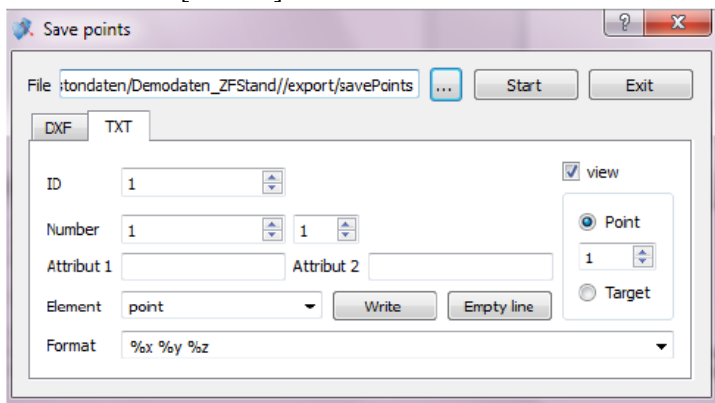 Save points
File stondaten/Demodaten_ZFStand//export/savePoints ... Start Exit
DXF TXT
ID 1
view
Number 1 1
Point
1
Attribut 1 Attribut 2
Target
Element point Write Empty line
Format %x %y %z